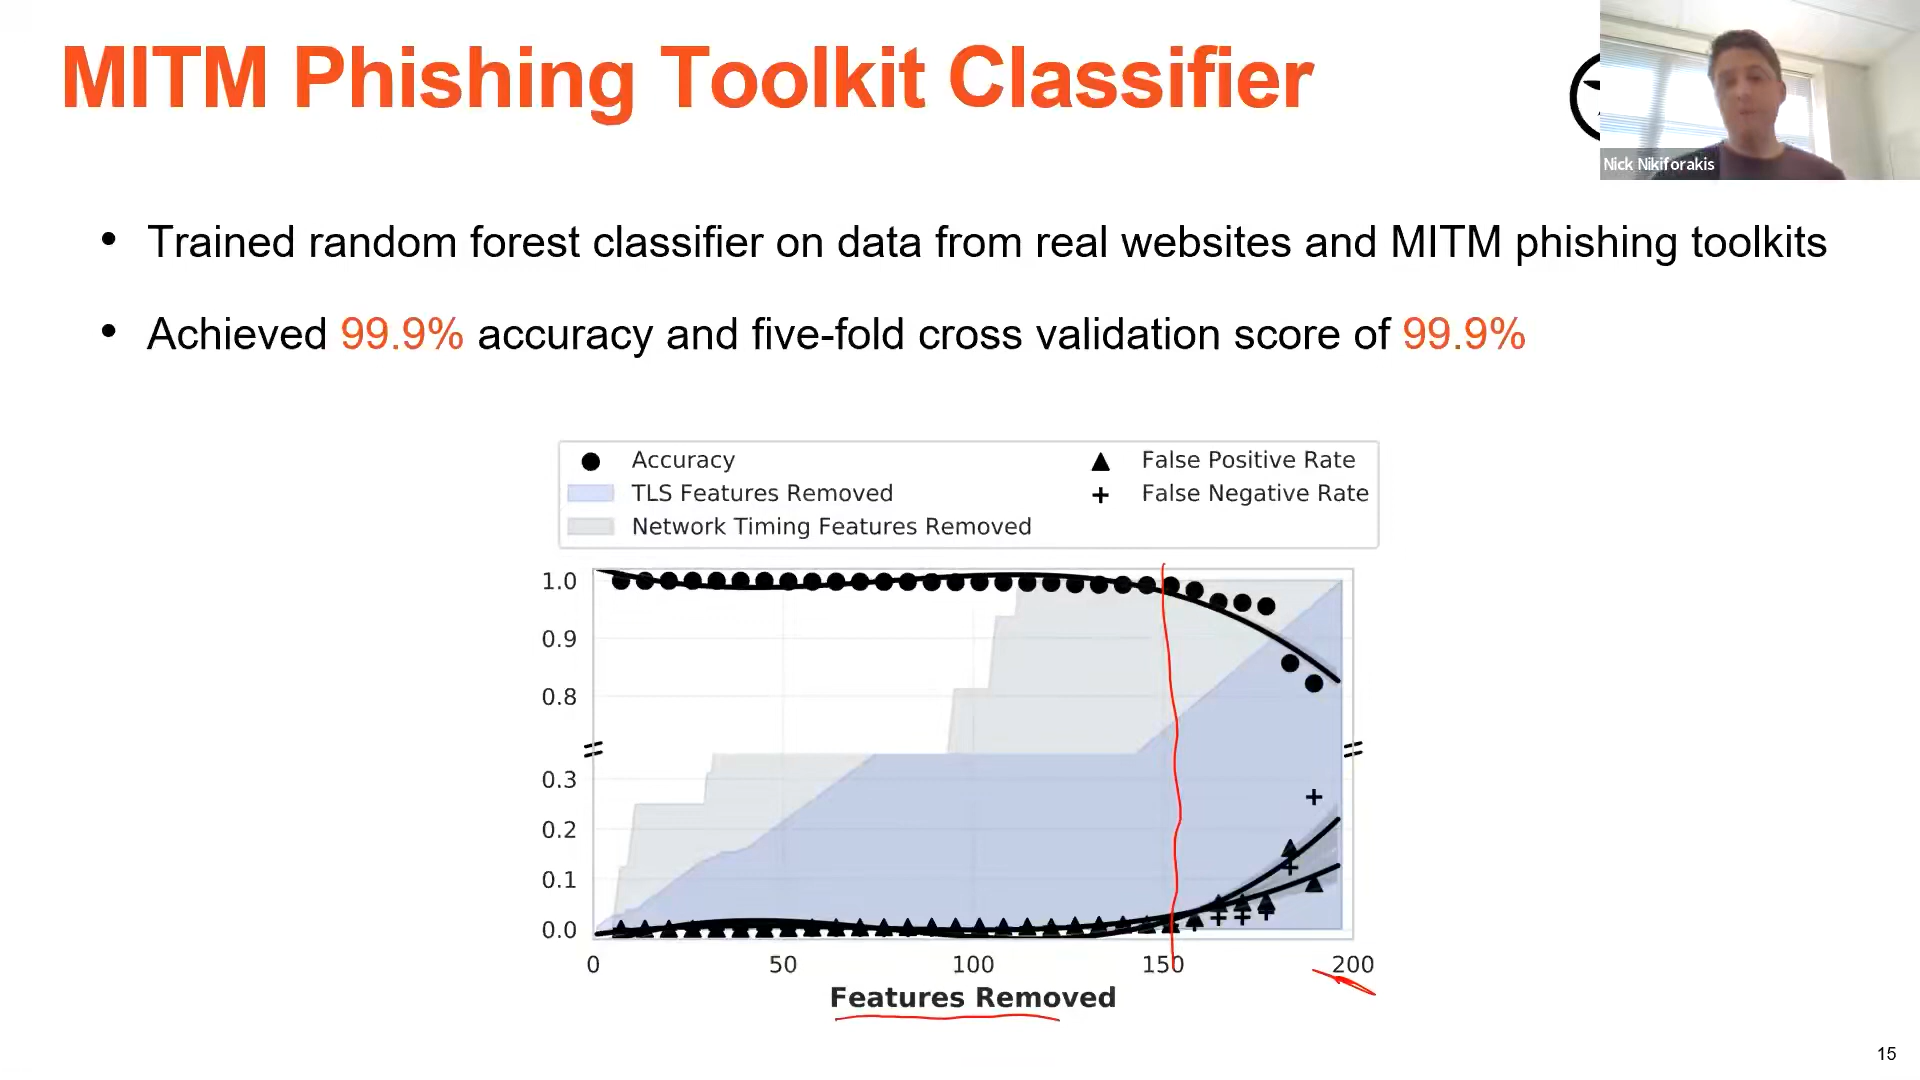 MITM Phishing Toolkit Classifier
Nick Nikiforakis
• Trained random forest classifier on data from real websites and MITM phishing toolkits
• Achieved 99.9% accuracy and five-fold cross validation score of 99.9%
Accuracy
TLS Features Removed
Network Timing Features Removed
False Positive Rate
False Negative Rate
1.0
0.9
0.8
0.3
0.2
0.1
0.0
0 50 100 150 200
Features Removed
15